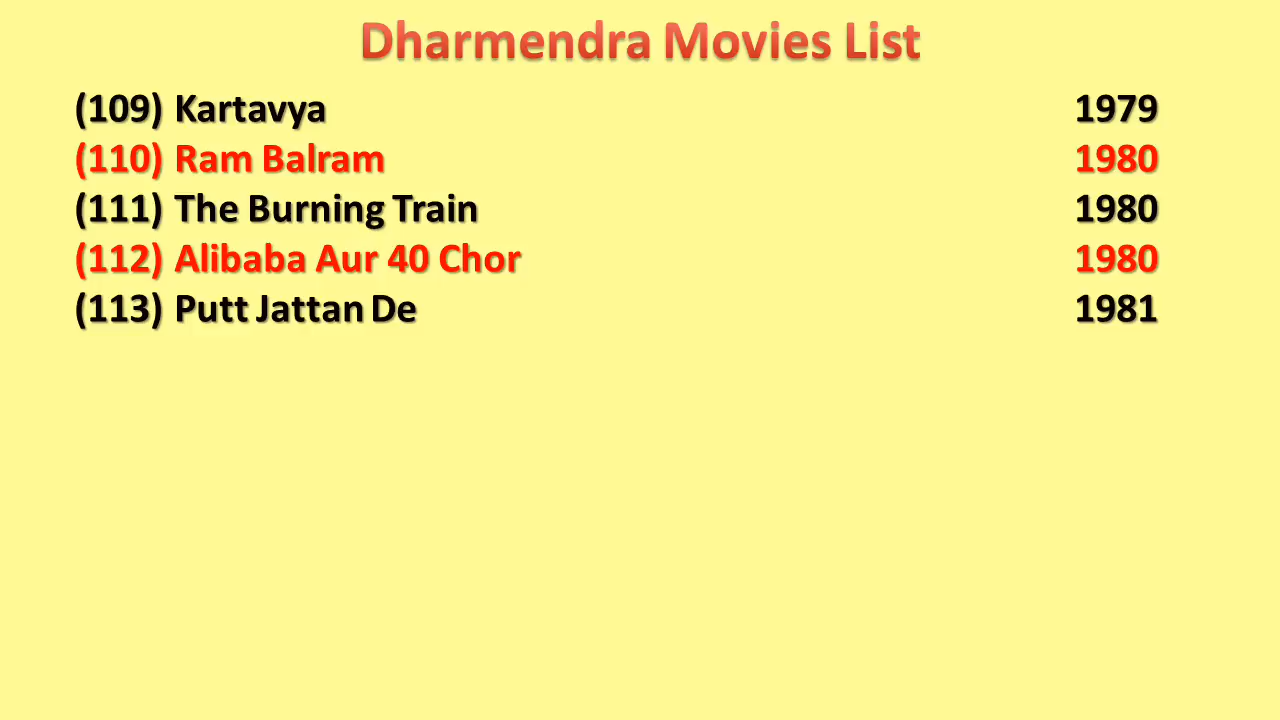 Dharmendra Movies List
(109) Kartavya 1979
(110) Ram Balram 1980
(111) The Burning Train 1980
(112) Alibaba Aur 40 Chor 1980
(113) Putt Jattan De 1981